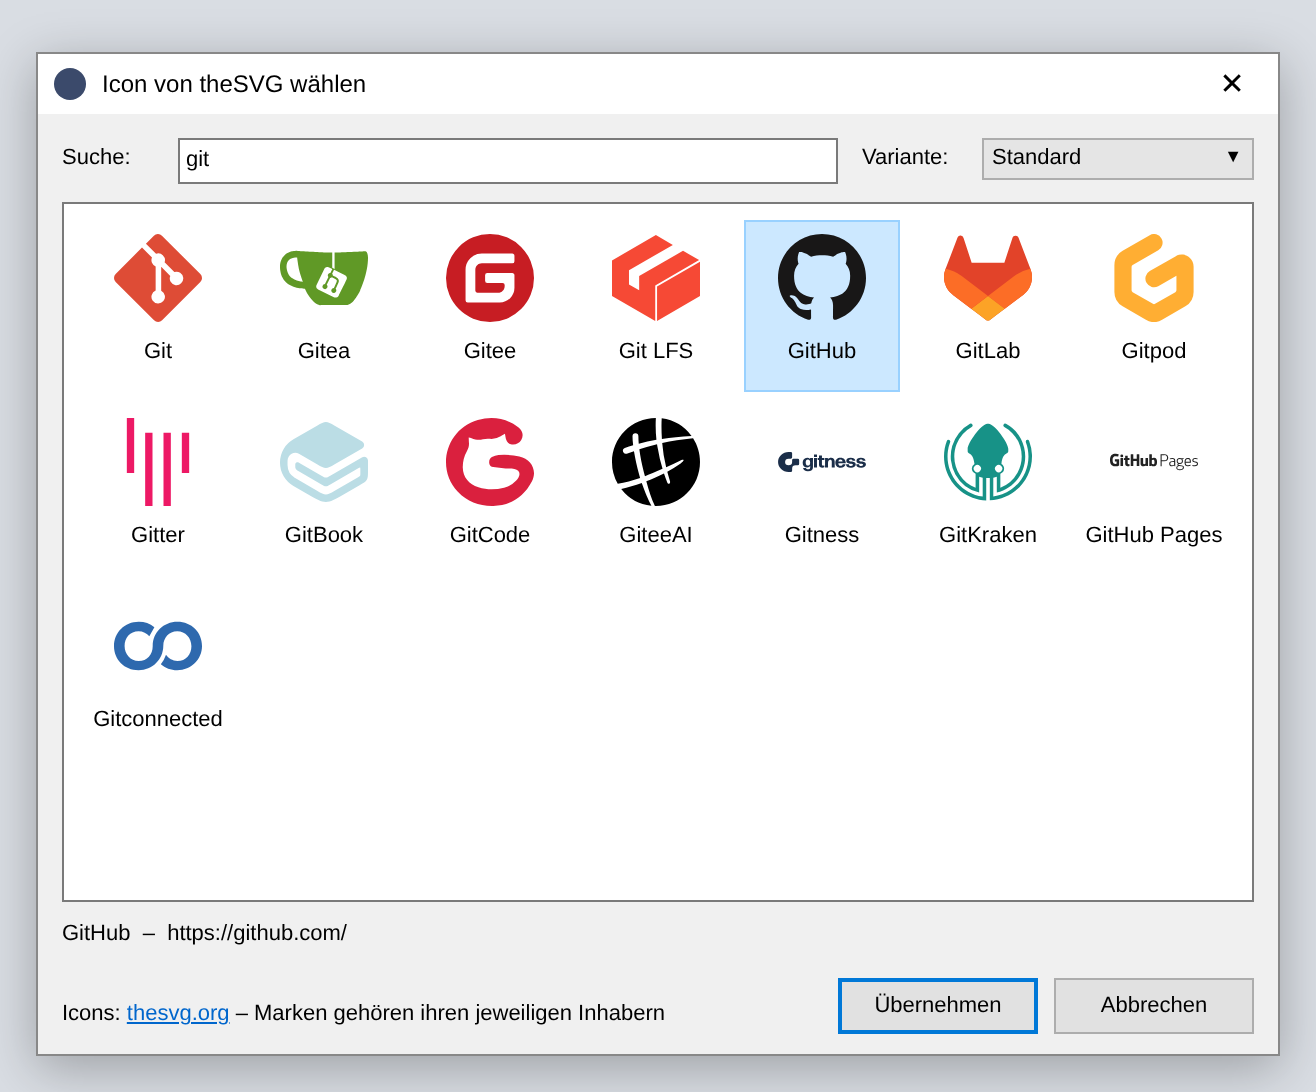 Icon von theSVG wählen
Suche: git Variante: Standard
Git Gitea Gitee Git LFS GitHub GitLab Gitpod
gitness GitHub Pages
Gitter GitBook GitCode GiteeAI Gitness GitKraken GitHub Pages
Gitconnected
GitHub – https://github.com/
Icons: thesvg.org – Marken gehören ihren jeweiligen Inhabern
Übernehmen Abbrechen